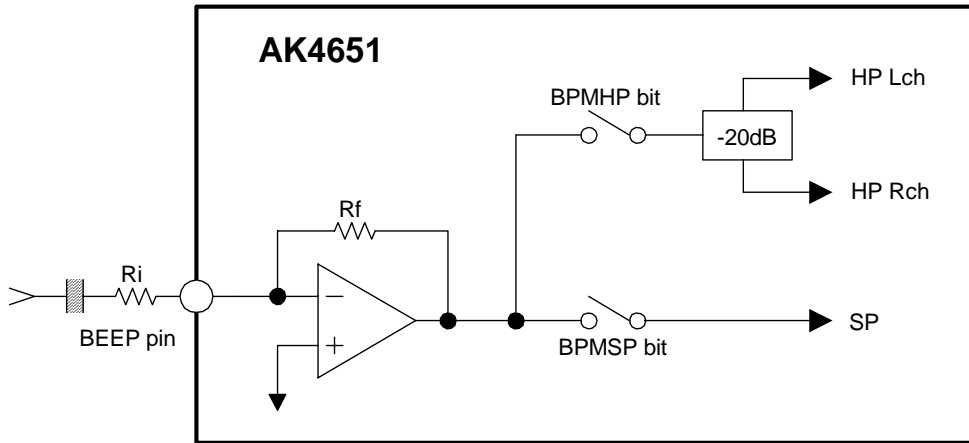 AK4651
HP Lch
BPMHP bit
-20dB
HP Rch
Rf
Ri
BEEP pin
−
+
SP
BPMSP bit